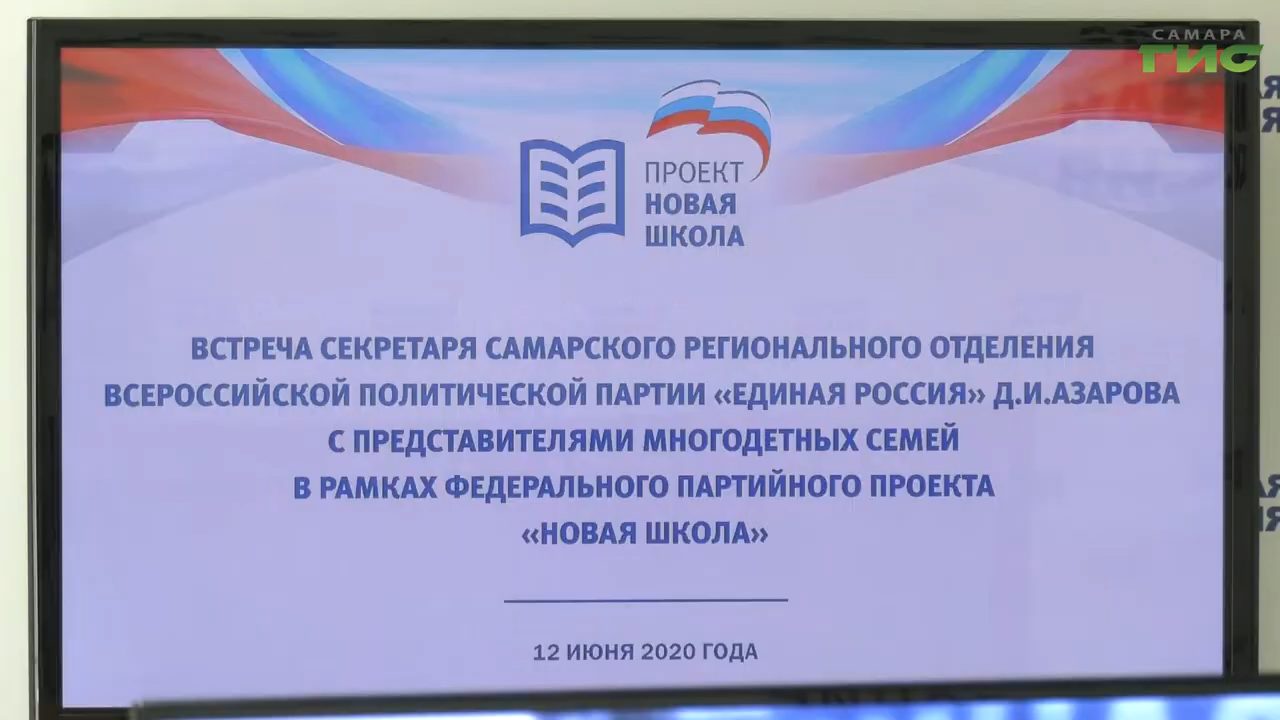 САМАРА
ГИС
ПРОЕКТ
НОВАЯ
ШКОЛА
ВСТРЕЧА СЕКРЕТАРЯ САМАРСКОГО РЕГИОНАЛЬНОГО ОТДЕЛЕНИЯ
ВСЕРОССИЙСКОЙ ПОЛИТИЧЕСКОЙ ПАРТИИ «ЕДИНАЯ РОССИЯ» Д.И.АЗАРОВА
С ПРЕДСТАВИТЕЛЯМИ МНОГОДЕТНЫХ СЕМЕЙ
В РАМКАХ ФЕДЕРАЛЬНОГО ПАРТИЙНОГО ПРОЕКТА
«НОВАЯ ШКОЛА»
12 ИЮНЯ 2020 ГОДА